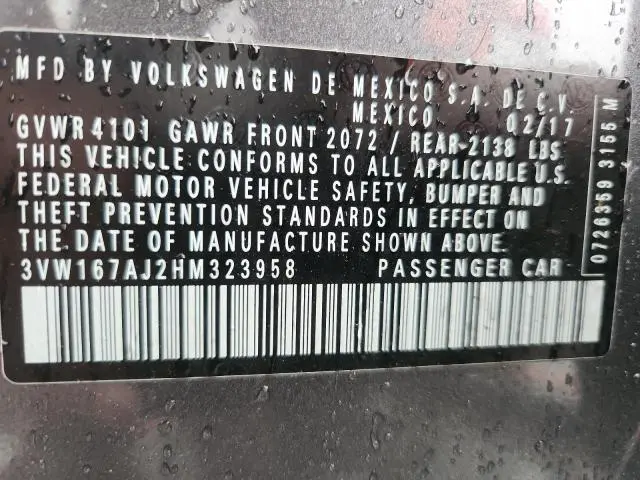 MFD BY VOLKSWAGEN DE MEXICO S.A. DE C.V.
MEXICO 02/17
GVWR 4101 GAWR FRONT 2072 / REAR-2138 LBS
THIS VEHICLE CONFORMS TO ALL APPLICABLE U.S.
FEDERAL MOTOR VEHICLE SAFETY, BUMPER AND
THEFT PREVENTION STANDARDS IN EFFECT ON
THE DATE OF MANUFACTURE SHOWN ABOVE.
3VW167AJ2HM323958 PASSENGER CAR
0726359 3155 M